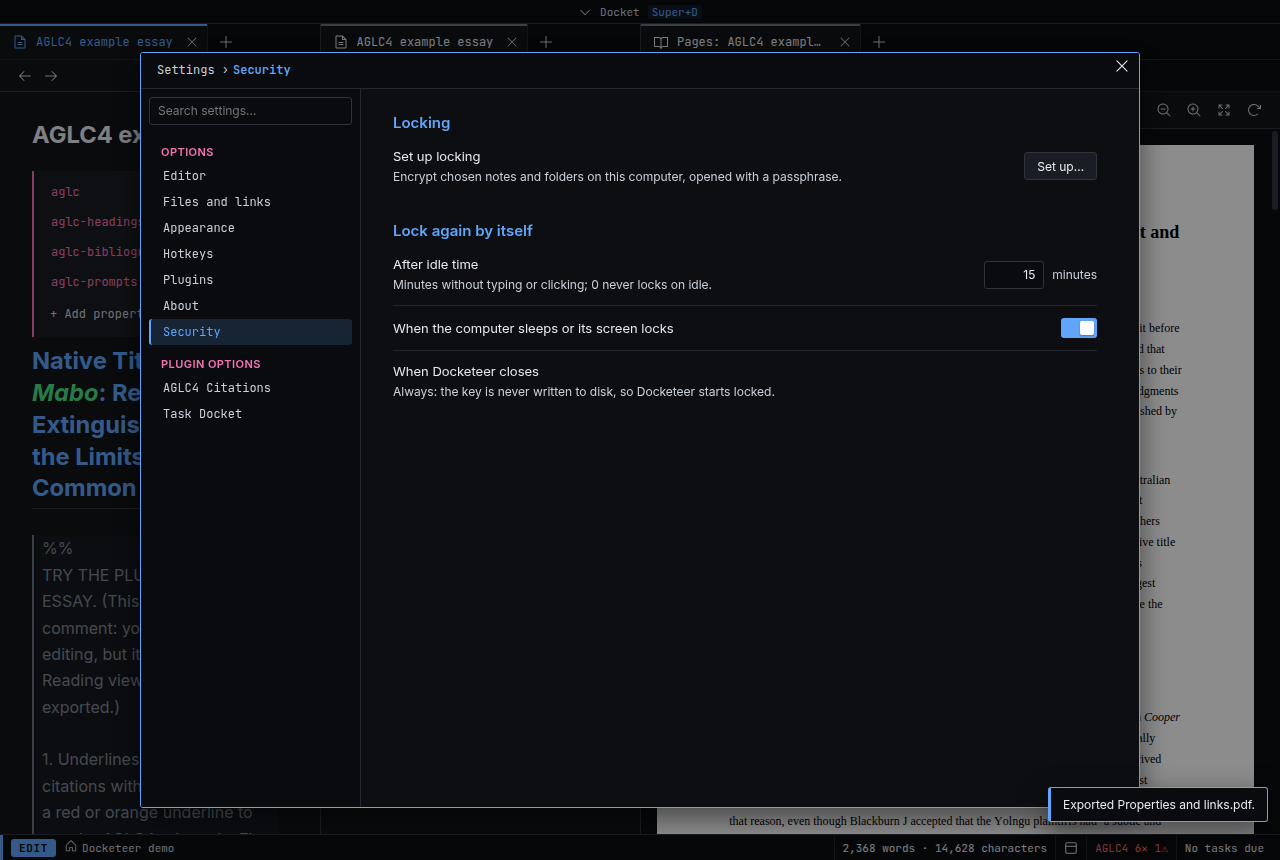 Docket Super+D
AGLC4 example essay
AGLC4 example essay
Pages: AGLC4 exampl…
Settings › Security
Search settings...
OPTIONS
Editor
Files and links
Appearance
Hotkeys
Plugins
About
Security
PLUGIN OPTIONS
AGLC4 Citations
Task Docket
Locking
Set up locking
Encrypt chosen notes and folders on this computer, opened with a passphrase.
Set up...
Lock again by itself
After idle time
Minutes without typing or clicking; 0 never locks on idle.
15 minutes
When the computer sleeps or its screen locks
When Docketeer closes
Always: the key is never written to disk, so Docketeer starts locked.
AGLC4 ex
aglc
aglc-headings
aglc-bibliogr
aglc-prompts
+ Add propert
Native Tit
Mabo: Re
Extinguis
the Limits
Common
%%
TRY THE PLU
ESSAY. (This
comment: yo
editing, but it
Reading view
exported.)
1. Underlines
citations with
a red or orange underline to
t and
it before
d that
s to their
dgments
shed by
tralian
t
hers
ive title
s
gest
e the
Cooper
ally
rived
st
that reason, even though Blackburn J accepted that the Yolngu plaintiffs had 'a subtle and
Exported Properties and links.pdf.
EDIT
Docketeer demo
2,368 words · 14,628 characters
AGLC4 6× 1⚠
No tasks due